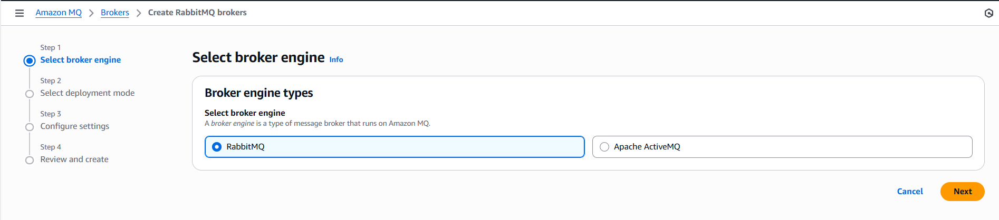 Amazon MQ > Brokers > Create RabbitMQ brokers
Step 1
Select broker engine
Step 2
Select deployment mode
Step 3
Configure settings
Step 4
Review and create
Select broker engine Info
Broker engine types
Select broker engine
A broker engine is a type of message broker that runs on Amazon MQ.
RabbitMQ
Apache ActiveMQ
Cancel
Next